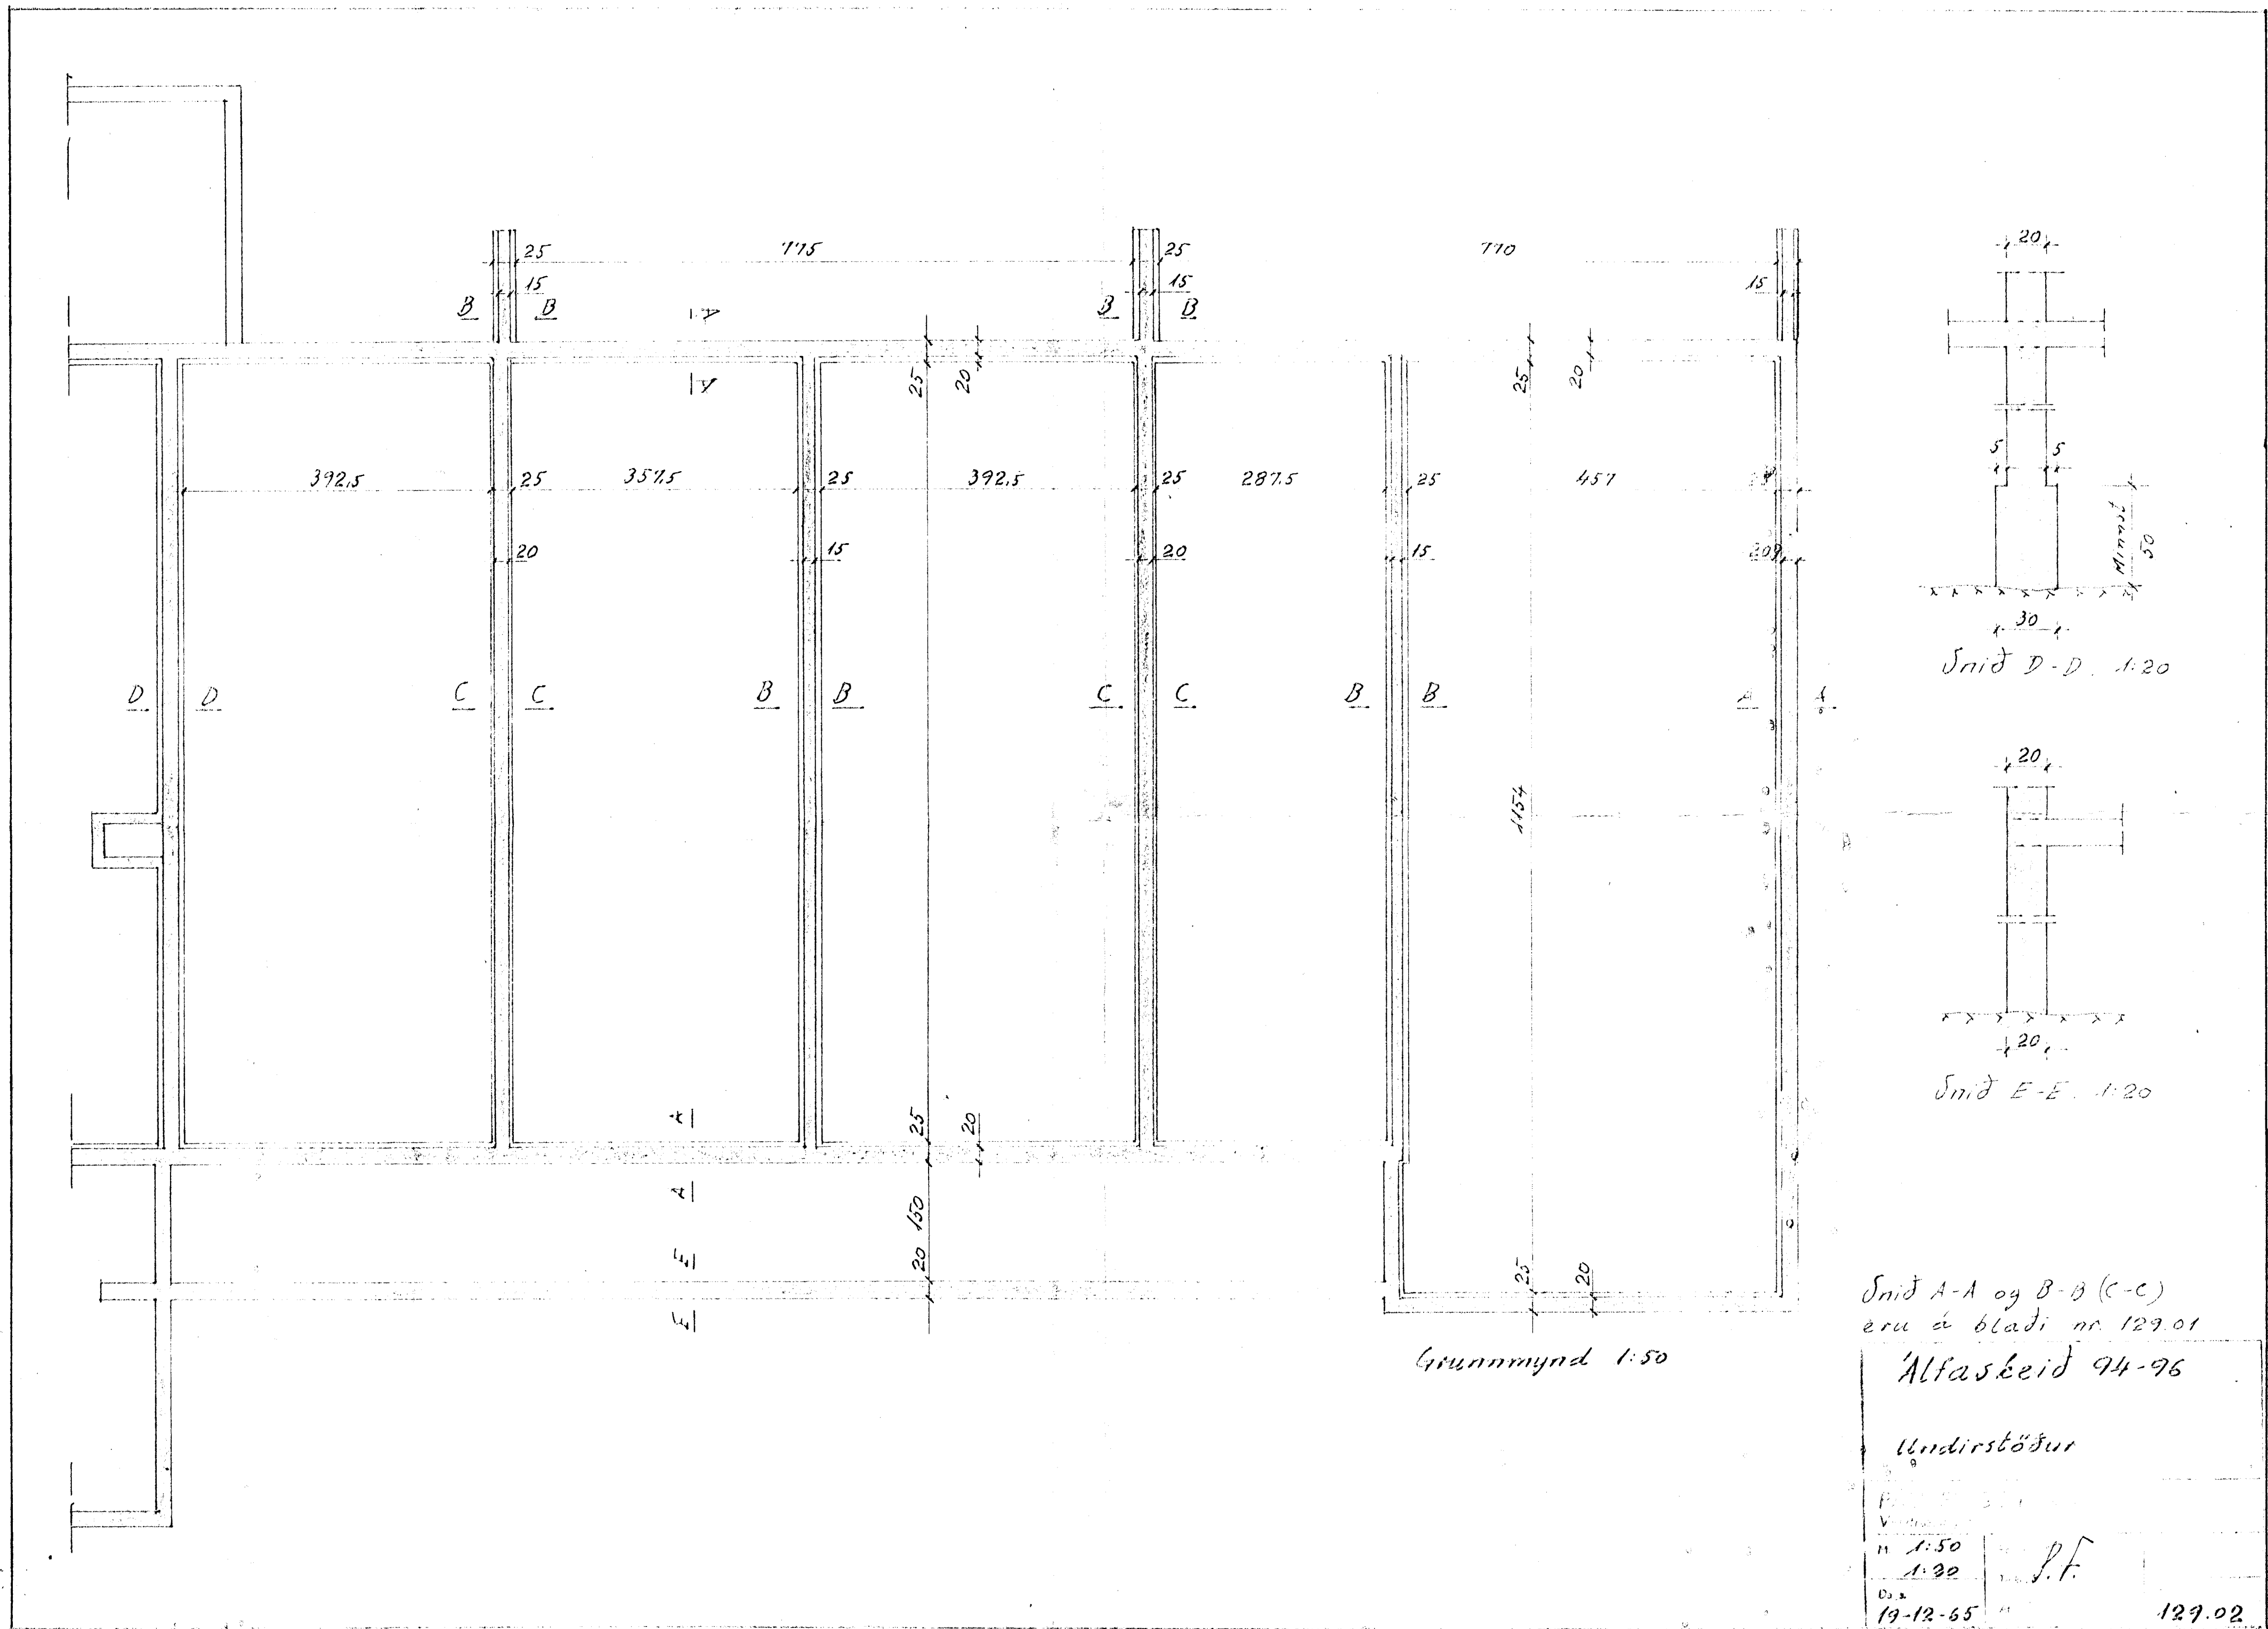 25 775 25 770
15 15 15
B B B B
A
A
25 20 25 20
392,5 25 357,5 25 392,5 25 287,5 25 457
20 15 20 15 20
D D C C B B C C B B A A
1154
A
25 20
A
150
E
20
25 20
E
Grunnmynd 1:50
20
5 5
Minnst
50
30
Snið D-D. 1:20
20
20
Snið E-E. 1:20
Snið A-A og B-B (C-C)
eru á blaði nr. 129.01
Álfaskeið 94-96
Undirstöður
M 1:50
1:20
19-12-65
129.02